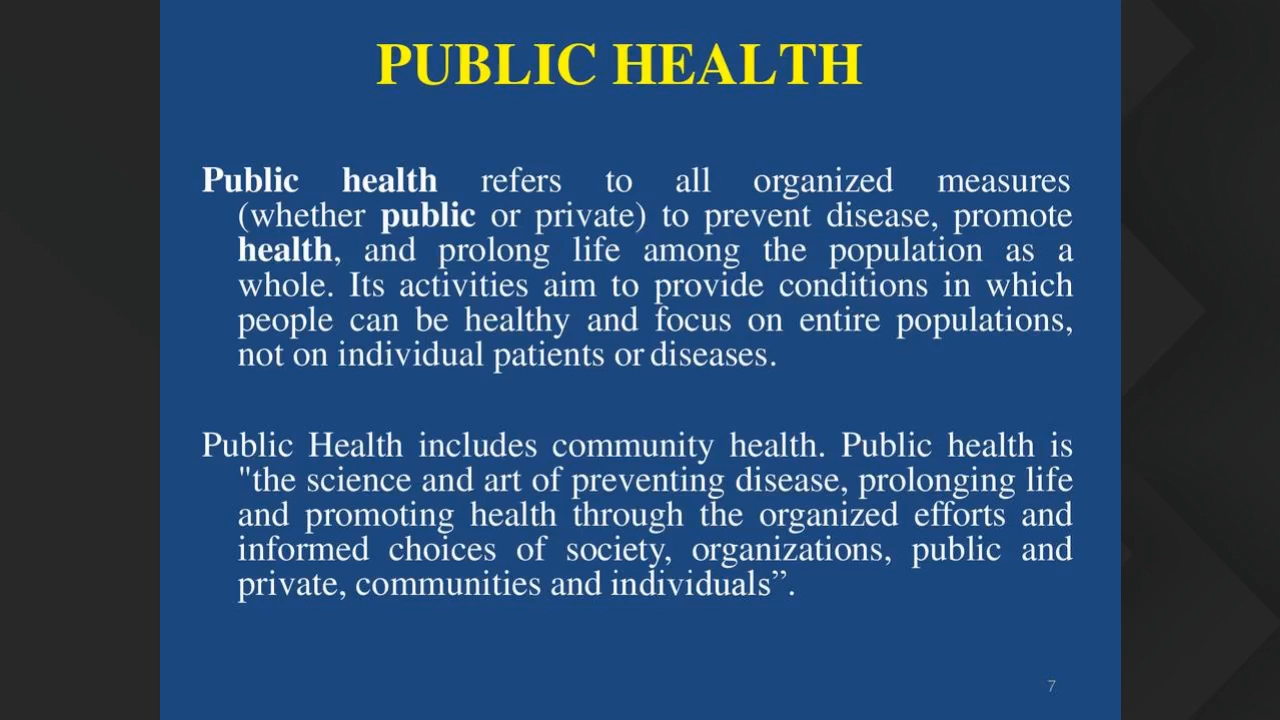 PUBLIC HEALTH
Public health refers to all organized measures
(whether public or private) to prevent disease, promote
health, and prolong life among the population as a
whole. Its activities aim to provide conditions in which
people can be healthy and focus on entire populations,
not on individual patients or diseases.
Public Health includes community health. Public health is
"the science and art of preventing disease, prolonging life
and promoting health through the organized efforts and
informed choices of society, organizations, public and
private, communities and individuals”.
7